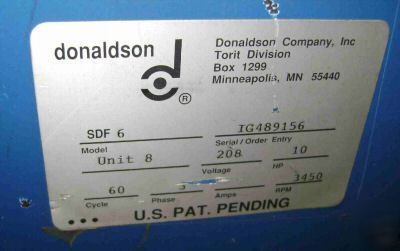 donaldson
Donaldson Company, Inc
Torit Division
Box 1299
Minneapolis, MN 55440
d
®
SDF 6 IG489156
Model Serial / Order Entry
Unit 8 208 10
Voltage HP
60 3 3450
Cycle Phase Amps RPM
U.S. PAT. PENDING